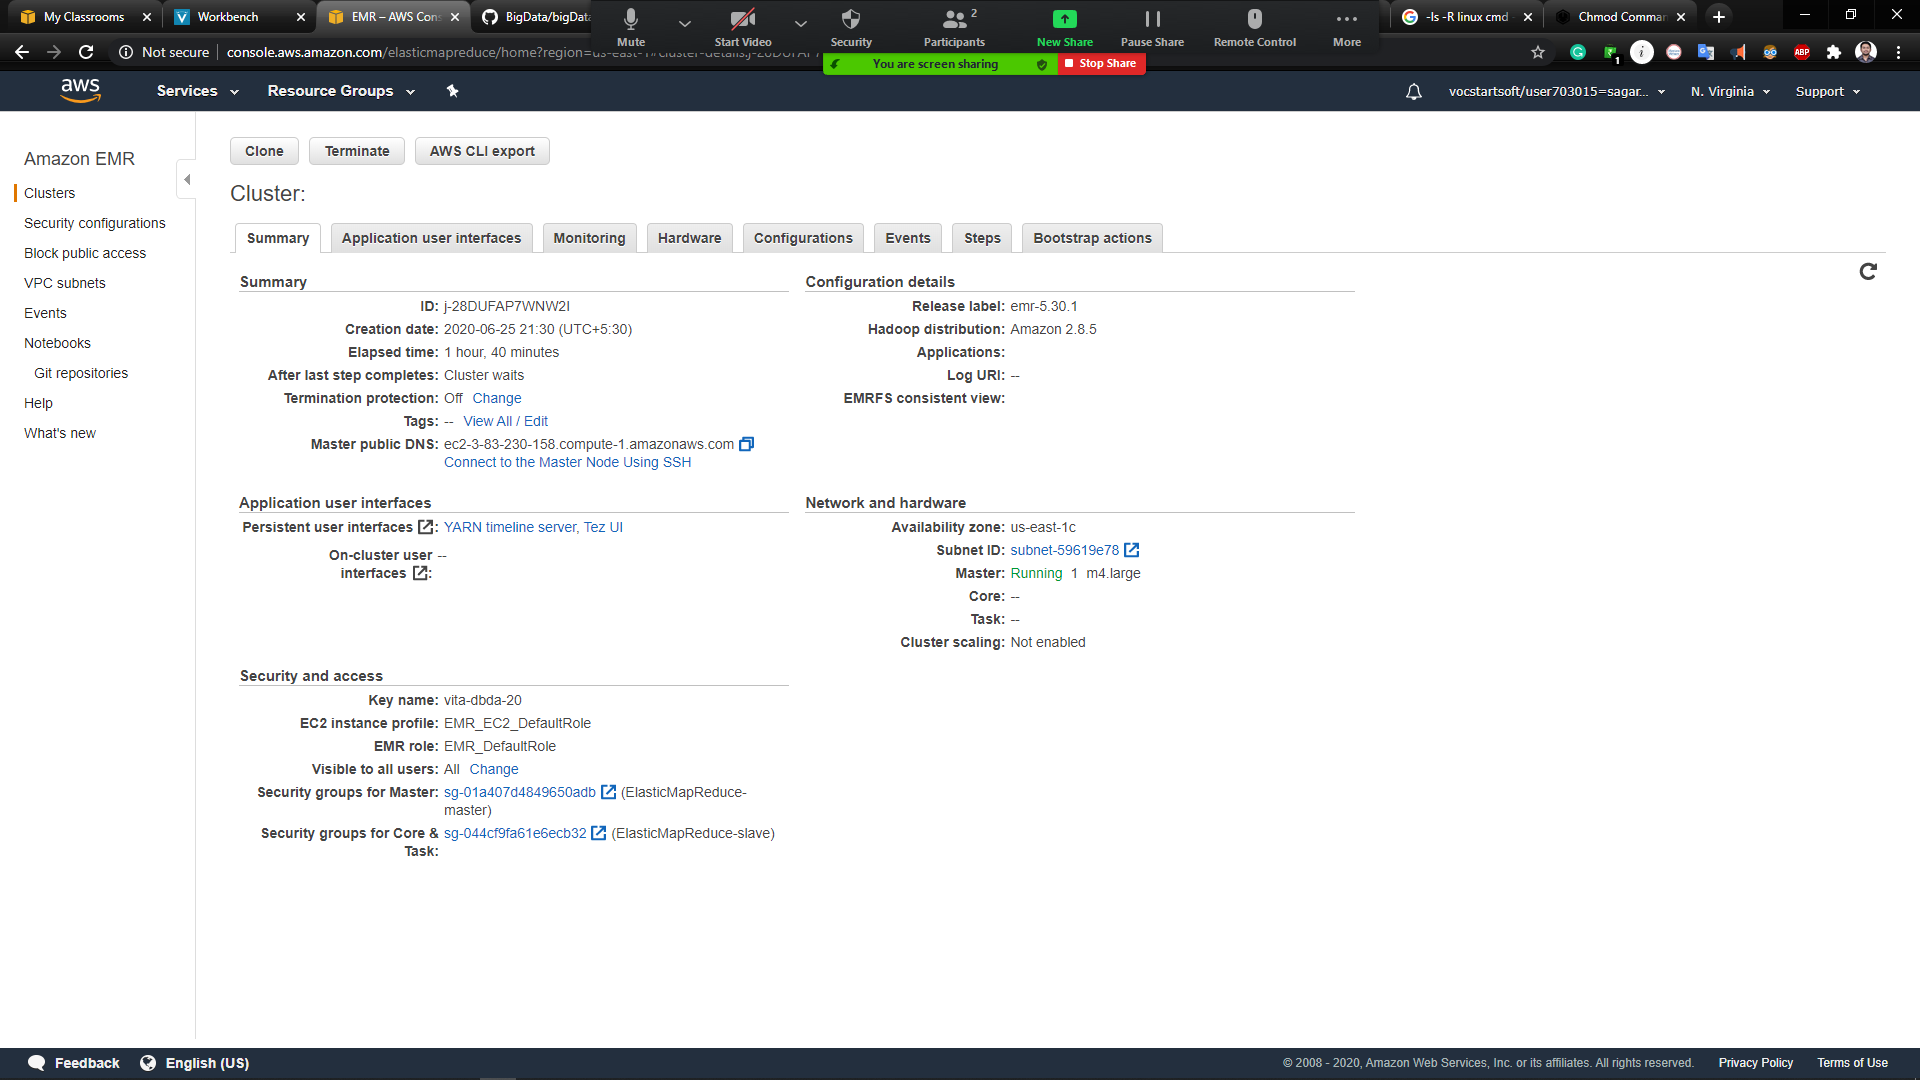 My Classrooms
Workbench
EMR – AWS Cons
BigData/bigData
-ls -R linux cmd
Chmod Comman
Mute
Start Video
Security
Participants
2
New Share
Pause Share
Remote Control
More
You are screen sharing
Stop Share
Not secure
console.aws.amazon.com/elasticmapreduce/home?region=us-east-1#cluster-details:j-28DUFAP7
1
ABP
aws
Services
Resource Groups
vocstartsoft/user703015=sagar...
N. Virginia
Support
Amazon EMR
Clusters
Security configurations
Block public access
VPC subnets
Events
Notebooks
Git repositories
Help
What's new
Clone
Terminate
AWS CLI export
Cluster:
Summary
Application user interfaces
Monitoring
Hardware
Configurations
Events
Steps
Bootstrap actions
Summary
ID: j-28DUFAP7WNW2I
Creation date: 2020-06-25 21:30 (UTC+5:30)
Elapsed time: 1 hour, 40 minutes
After last step completes: Cluster waits
Termination protection: Off Change
Tags: -- View All / Edit
Master public DNS: ec2-3-83-230-158.compute-1.amazonaws.com
Connect to the Master Node Using SSH
Configuration details
Release label: emr-5.30.1
Hadoop distribution: Amazon 2.8.5
Applications:
Log URI: --
EMRFS consistent view:
Application user interfaces
Persistent user interfaces : YARN timeline server, Tez UI
On-cluster user --
interfaces :
Network and hardware
Availability zone: us-east-1c
Subnet ID: subnet-59619e78
Master: Running 1 m4.large
Core: --
Task: --
Cluster scaling: Not enabled
Security and access
Key name: vita-dbda-20
EC2 instance profile: EMR_EC2_DefaultRole
EMR role: EMR_DefaultRole
Visible to all users: All Change
Security groups for Master: sg-01a407d4849650adb (ElasticMapReduce-
master)
Security groups for Core & sg-044cf9fa61e6ecb32 (ElasticMapReduce-slave)
Task:
Feedback
English (US)
© 2008 - 2020, Amazon Web Services, Inc. or its affiliates. All rights reserved.
Privacy Policy
Terms of Use